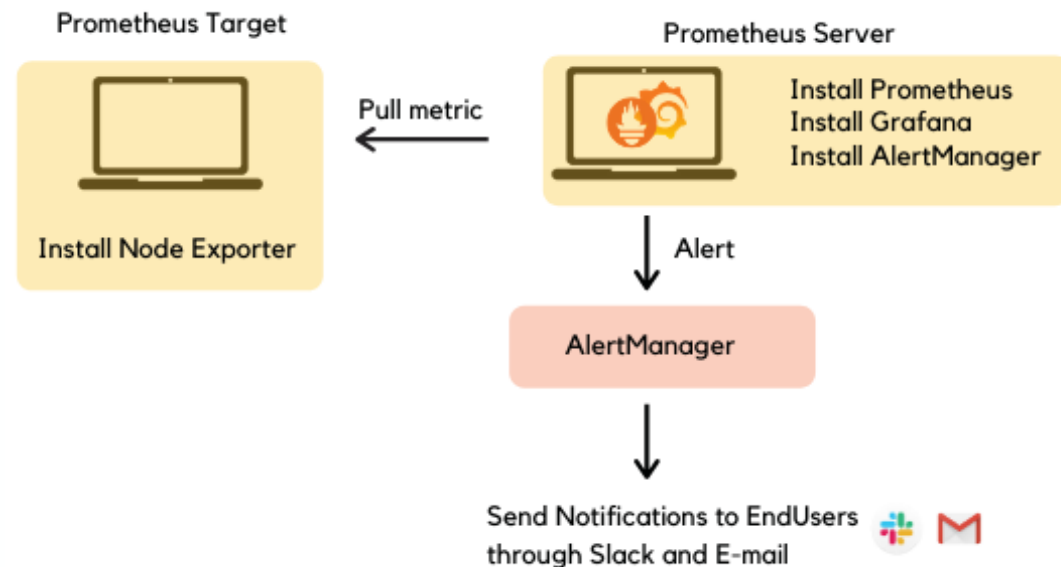 Prometheus Target
Prometheus Server
Pull metric
Install Prometheus
Install Grafana
Install AlertManager
Install Node Exporter
Alert
AlertManager
Send Notifications to EndUsers
through Slack and E-mail